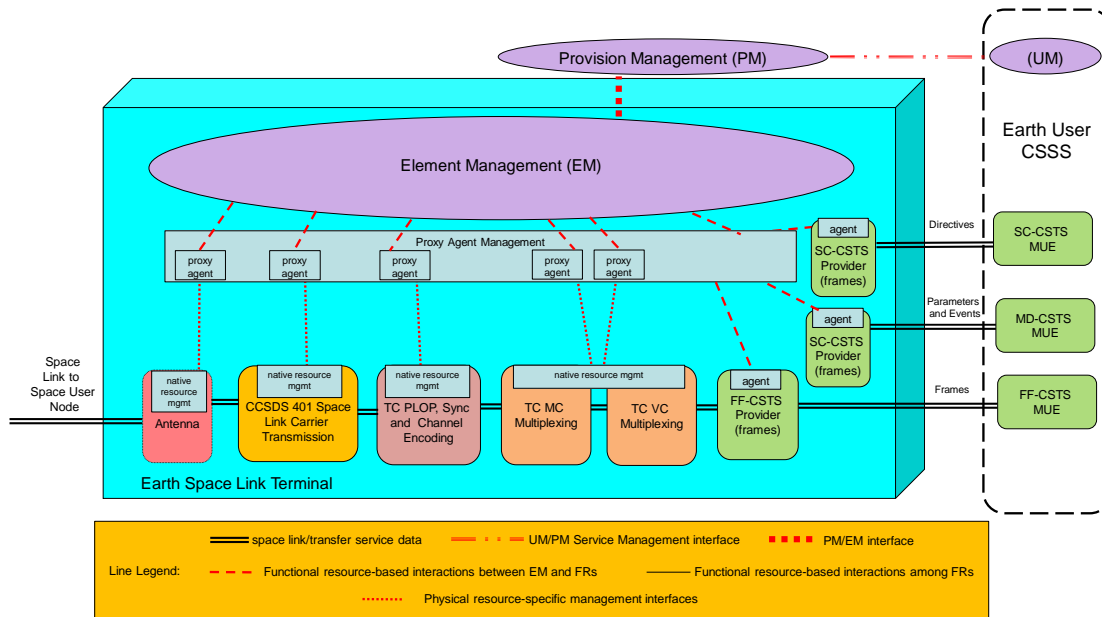 Provision Management (PM)
(UM)
Earth User
CSSS
Element Management (EM)
Proxy Agent Management
proxy
agent
proxy
agent
proxy
agent
proxy
agent
proxy
agent
agent
SC-CSTS
Provider
(frames)
Directives
SC-CSTS
MUE
agent
SC-CSTS
Provider
(frames)
Parameters
and Events
MD-CSTS
MUE
Space
Link to
Space User
Node
native
resource
mgmt
Antenna
native resource
mgmt
CCSDS 401 Space
Link Carrier
Transmission
native resource
mgmt
TC PLOP, Sync
and Channel
Encoding
native resource mgmt
TC MC
Multiplexing
TC VC
Multiplexing
agent
FF-CSTS
Provider
(frames)
Frames
FF-CSTS
MUE
Earth Space Link Terminal
space link/transfer service data
UM/PM Service Management interface
PM/EM interface
Line Legend:
Functional resource-based interactions between EM and FRs
Functional resource-based interactions among FRs
Physical resource-specific management interfaces